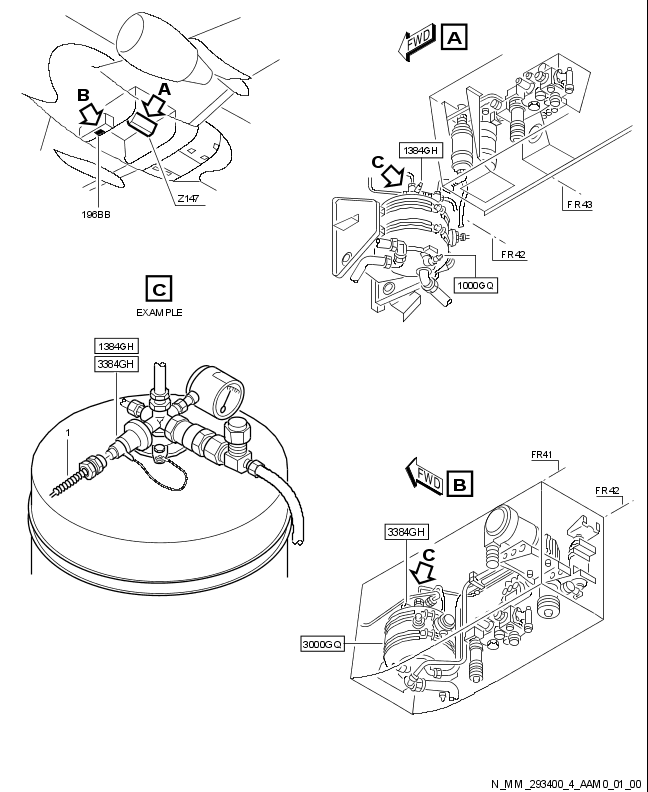 B
A
196BB
Z147
FWD
A
1384GH
C
FR43
FR42
1000GQ
C
EXAMPLE
1384GH
3384GH
1
FWD
B
FR41
FR42
3384GH
C
3000GQ
N_MM_293400_4_AAM0_01_00